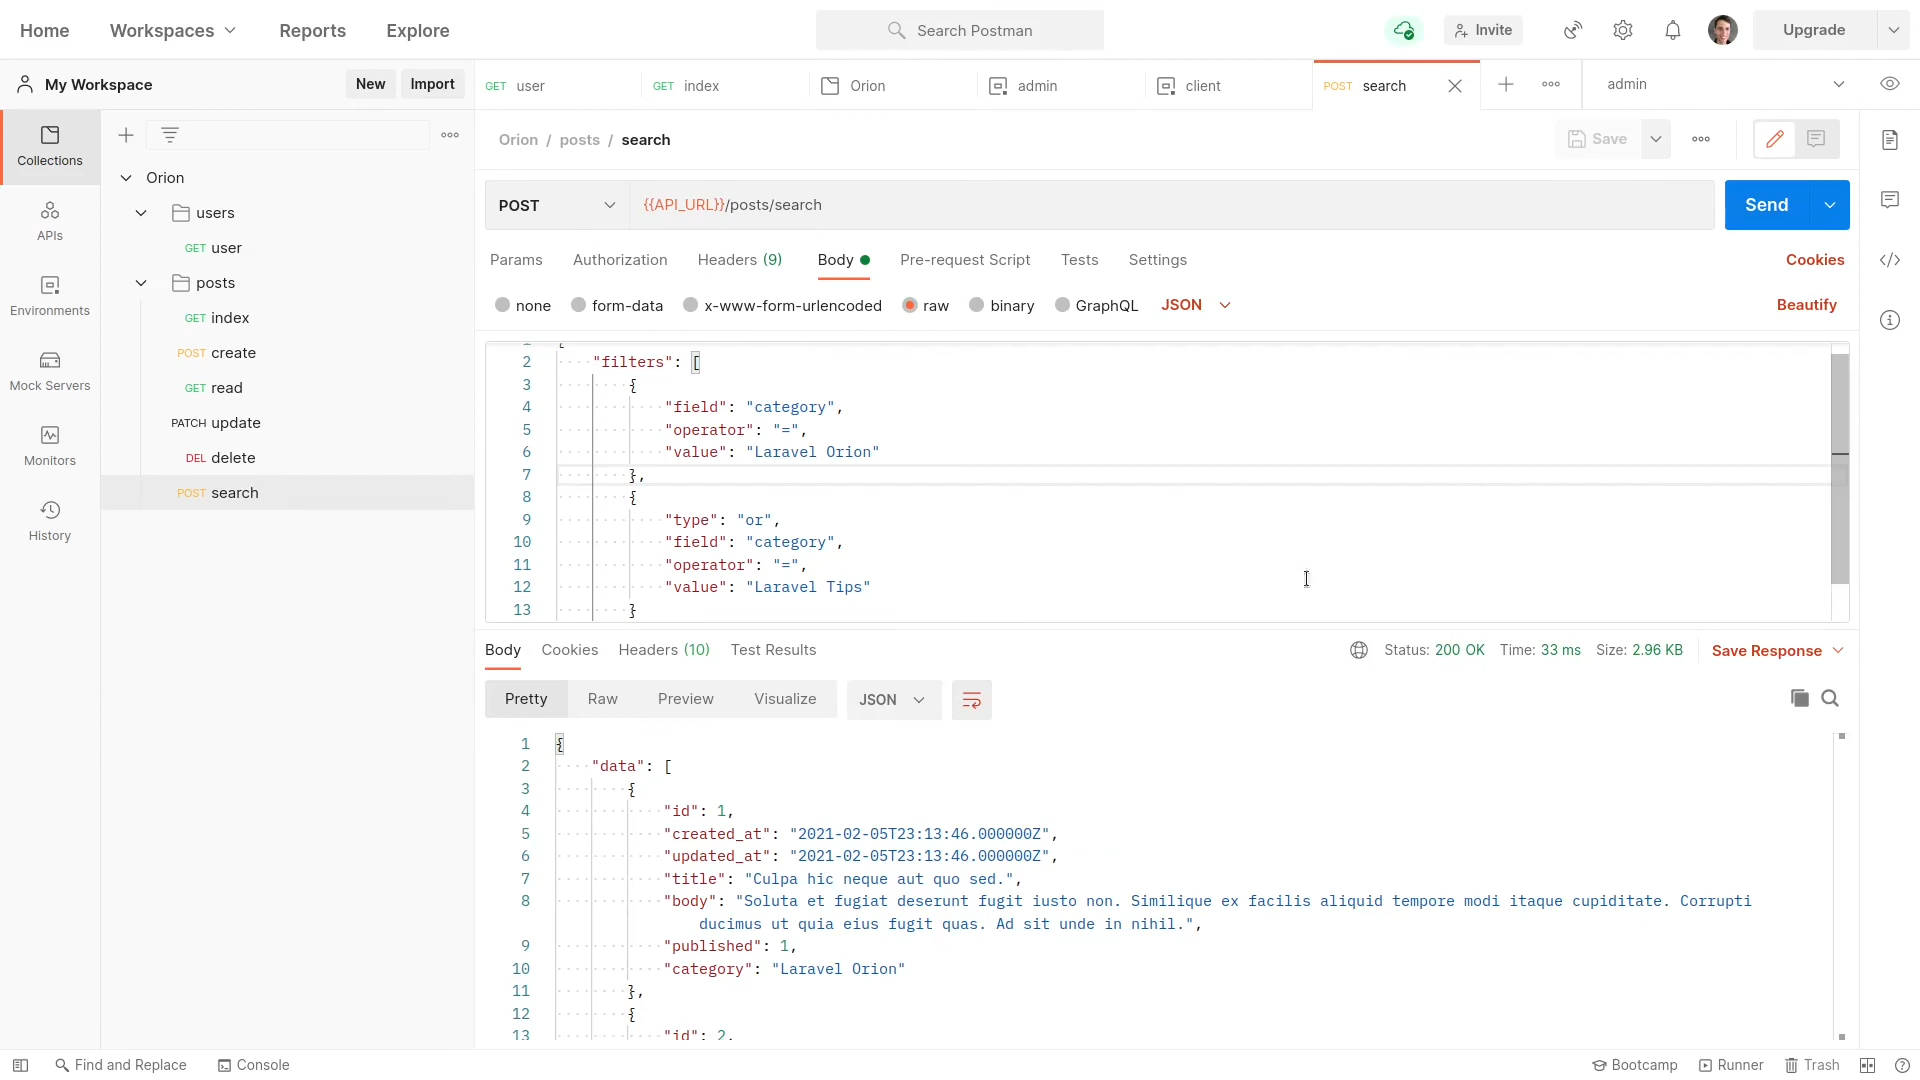 Home Workspaces Reports Explore Search Postman Invite Upgrade
My Workspace New Import GET user GET index Orion admin client POST search admin
Collections
APIs
Environments
Mock Servers
Monitors
History
Orion
users
GET user
posts
GET index
POST create
GET read
PATCH update
DEL delete
POST search
Orion / posts / search Save
POST {{API_URL}}/posts/search Send
Params Authorization Headers (9) Body Pre-request Script Tests Settings Cookies
none form-data x-www-form-urlencoded raw binary GraphQL JSON Beautify
2 "filters": [
3 {
4 "field": "category",
5 "operator": "=",
6 "value": "Laravel Orion"
7 },
8 {
9 "type": "or",
10 "field": "category",
11 "operator": "=",
12 "value": "Laravel Tips"
13 }
Body Cookies Headers (10) Test Results Status: 200 OK Time: 33 ms Size: 2.96 KB Save Response
Pretty Raw Preview Visualize JSON
1 {
2 "data": [
3 {
4 "id": 1,
5 "created_at": "2021-02-05T23:13:46.000000Z",
6 "updated_at": "2021-02-05T23:13:46.000000Z",
7 "title": "Culpa hic neque aut quo sed.",
8 "body": "Soluta et fugiat deserunt fugit iusto non. Similique ex facilis aliquid tempore modi itaque cupiditate. Corrupti
ducimus ut quia eius fugit quas. Ad sit unde in nihil.",
9 "published": 1,
10 "category": "Laravel Orion"
11 },
12 {
13 "id": 2,
Find and Replace Console Bootcamp Runner Trash